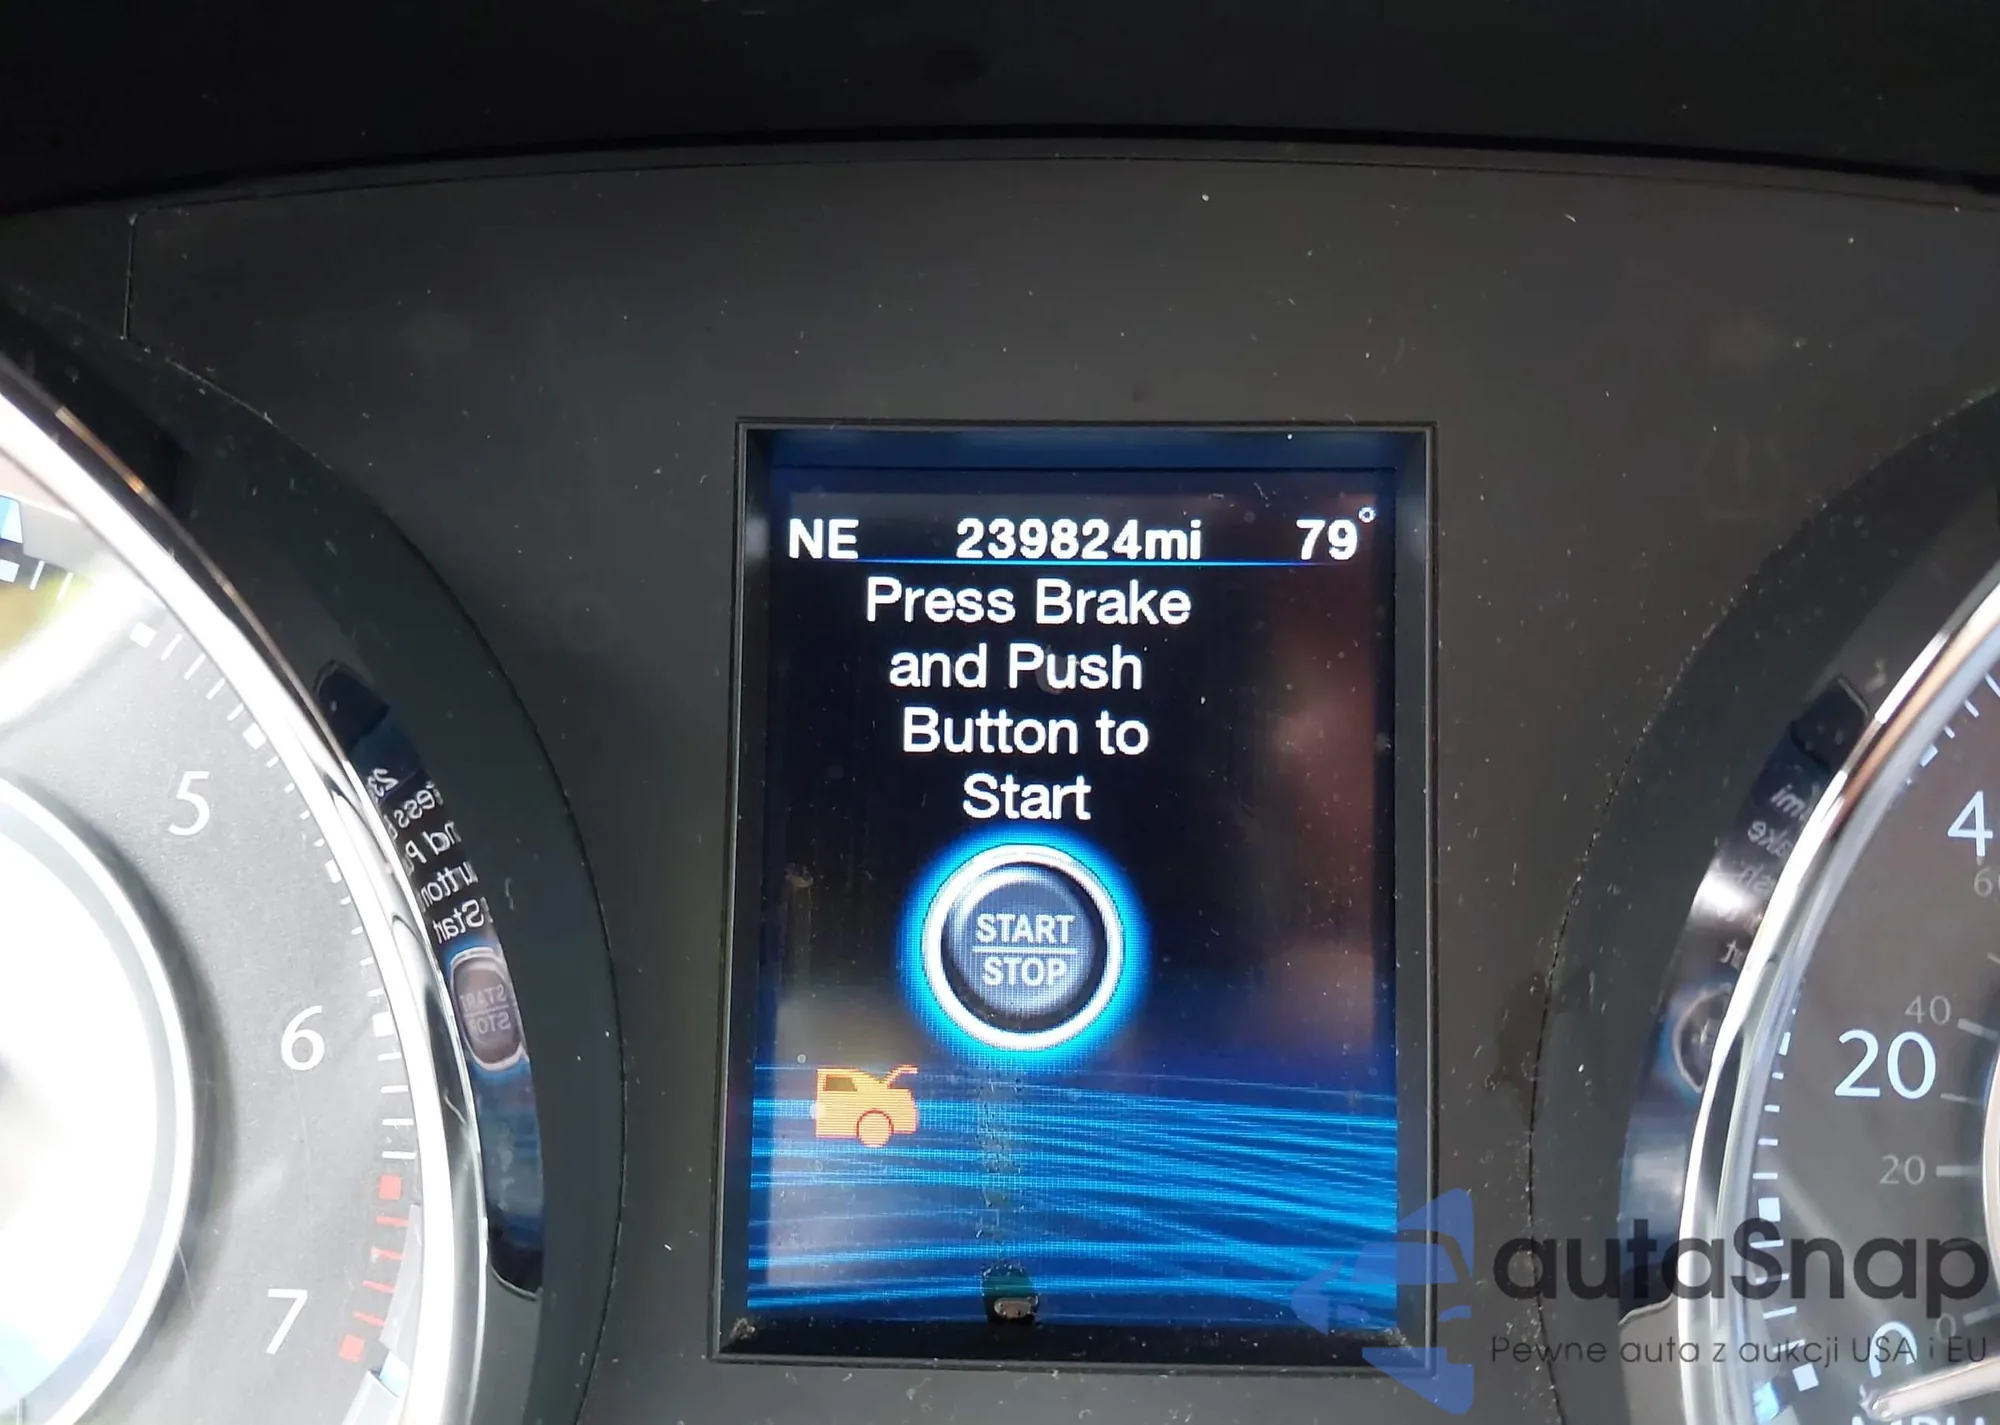 NE 239824mi 79°
Press Brake
and Push
Button to
Start
START
STOP
5
6
7
4
40
20
20
0
autaSnap
Pewne auta z aukcji USA i EU